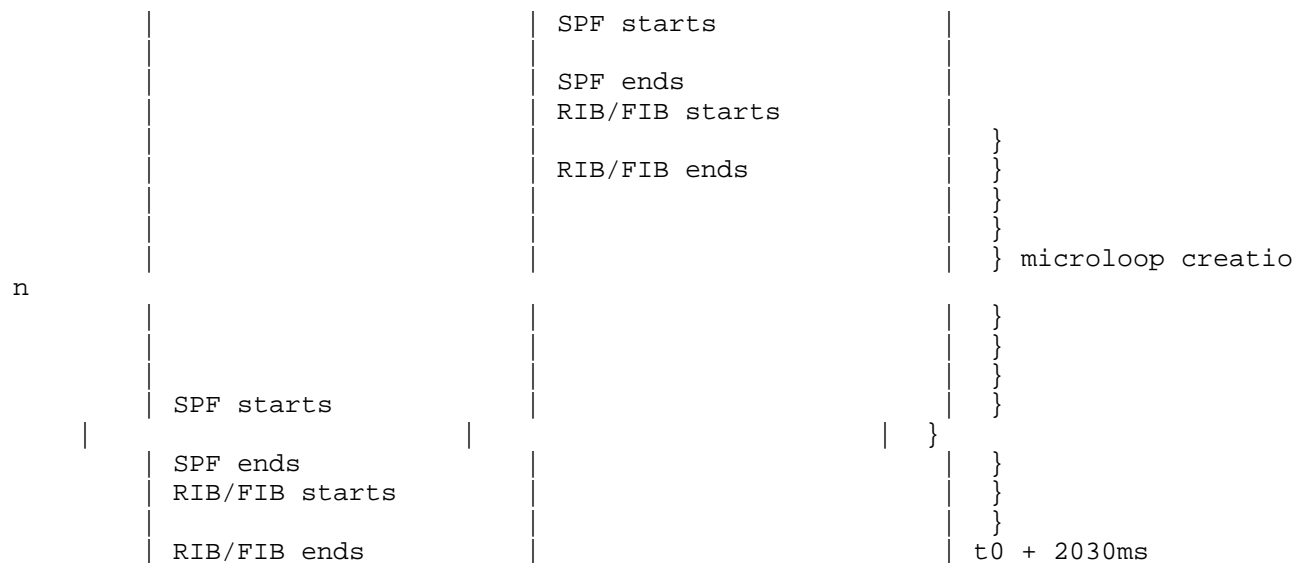 |                         | SPF starts                |
|                         |                           |
|                         | SPF ends                  |
|                         | RIB/FIB starts            |
|                         |                           |  }
|                         | RIB/FIB ends              |  }
|                         |                           |  }
|                         |                           |  }
|                         |                           |  } microloop creatio
n
|                         |                           |  }
|                         |                           |  }
|                         |                           |  }
| SPF starts              |                           |  }
|                         |                           |  }
| SPF ends                |                           |  }
| RIB/FIB starts          |                           |  }
|                         |                           |  }
| RIB/FIB ends            |                           | t0 + 2030ms